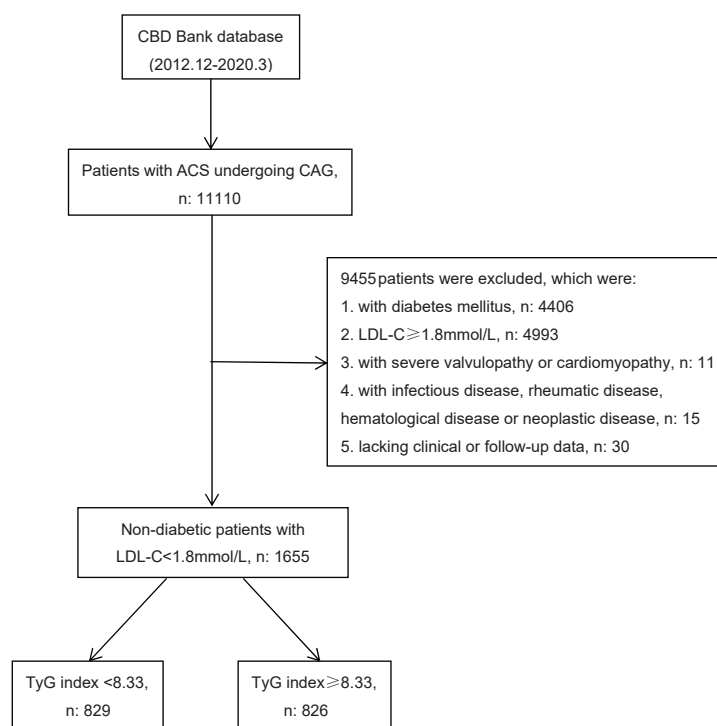 CBD Bank database
(2012.12-2020.3)
Patients with ACS undergoing CAG,
n: 11110
9455patients were excluded, which were:
1. with diabetes mellitus, n: 4406
2. LDL-C≥1.8mmol/L, n: 4993
3. with severe valvulopathy or cardiomyopathy, n: 11
4. with infectious disease, rheumatic disease,
hematological disease or neoplastic disease, n: 15
5. lacking clinical or follow-up data, n: 30
Non-diabetic patients with
LDL-C<1.8mmol/L, n: 1655
TyG index <8.33,
n: 829
TyG index≥8.33,
n: 826